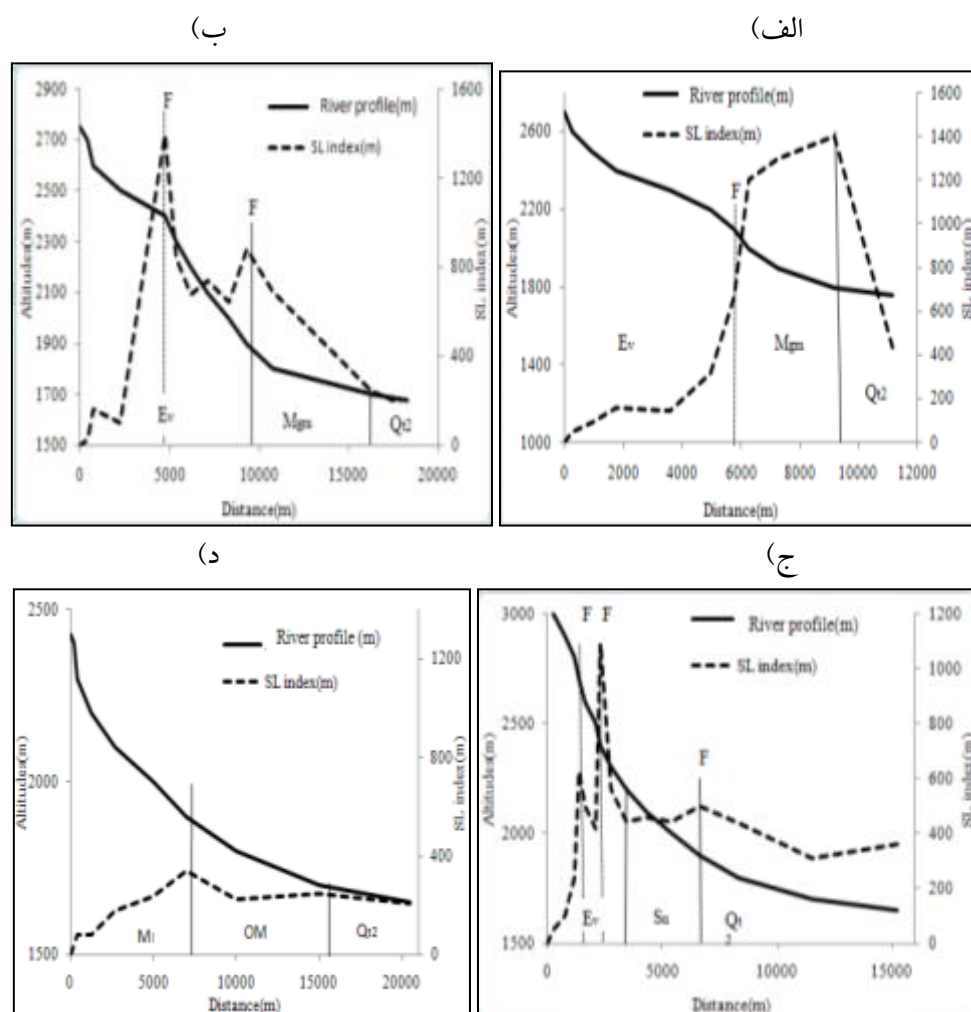 الف)
River profile(m)
SL index(m)
F
Ev
Mgm
Qt2
Altitudes(m)
SL index(m)
1000
1400
1800
2200
2600
0
200
400
600
800
1000
1200
1400
1600
0
2000
4000
6000
8000
10000
12000
Distance(m)
ب)
River profile(m)
SL index(m)
F
F
Ev
Mgm
Qt2
Altitudes(m)
SL index(m)
1500
1700
1900
2100
2300
2500
2700
2900
0
400
800
1200
1600
0
5000
10000
15000
20000
Distance(m)
ج)
River profile(m)
SL index(m)
F F
F
Ev
Qt
2
Altitudes(m)
SL index(m)
1500
2000
2500
3000
0
200
400
600
800
1000
1200
0
5000
10000
15000
Distance(m)
د)
River profile (m)
SL index(m)
OM
Qt2
Altitudes(m)
SL index(m)
1500
2000
2500
0
400
800
1200
0
5000
10000
15000
20000
Distance(m)